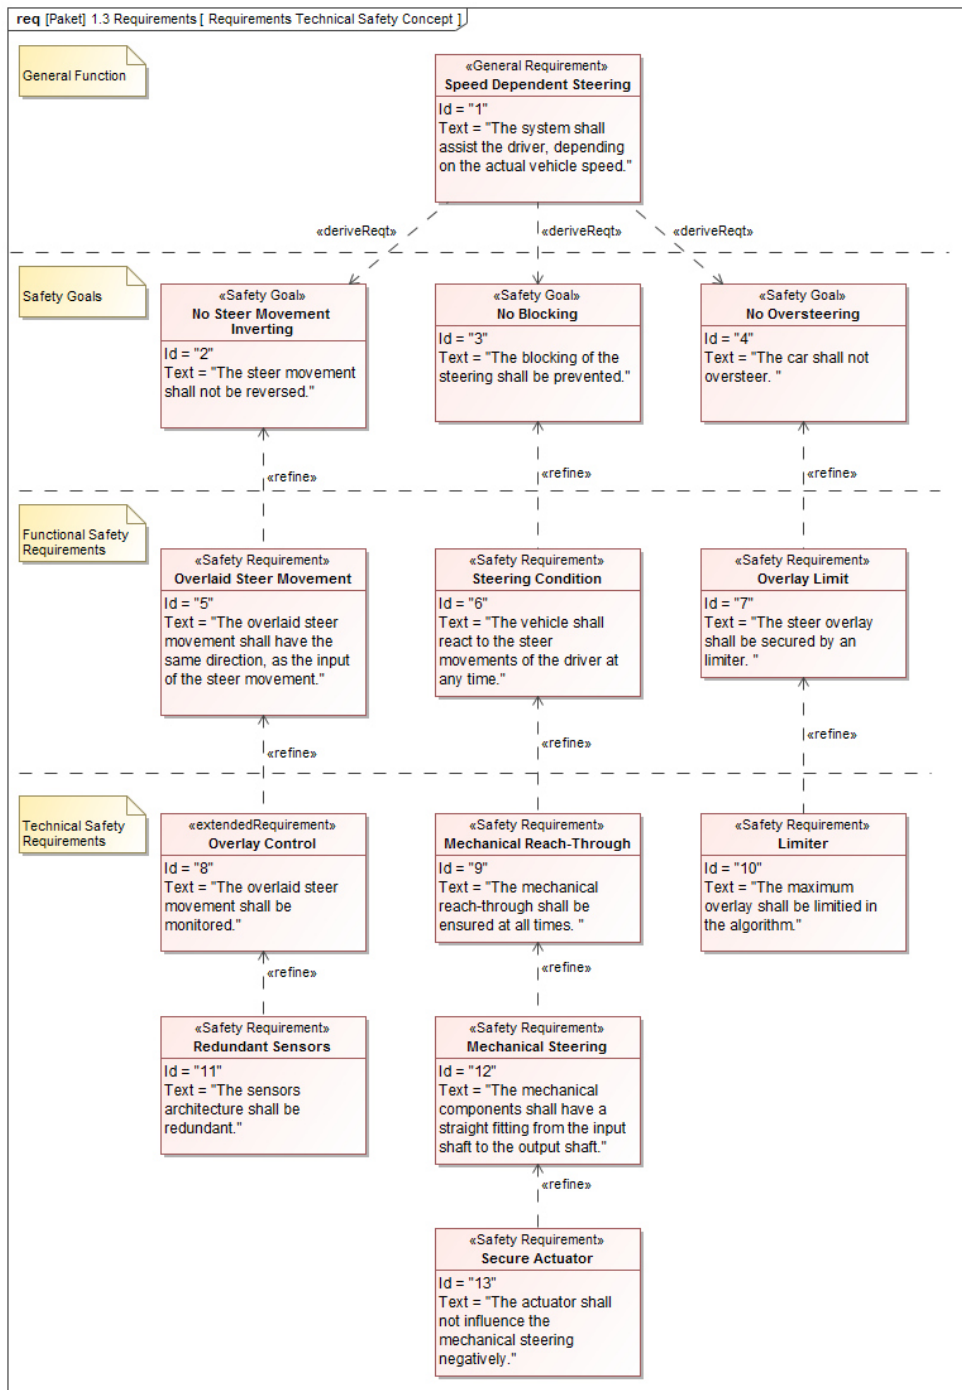 req [Paket] 1.3 Requirements [ Requirements Technical Safety Concept ]
General Function
«General Requirement»
Speed Dependent Steering
Id = "1"
Text = "The system shall
assist the driver, depending
on the actual vehicle speed."
«deriveReqt»
«deriveReqt»
«deriveReqt»
Safety Goals
«Safety Goal»
No Steer Movement
Inverting
Id = "2"
Text = "The steer movement
shall not be reversed."
«Safety Goal»
No Blocking
Id = "3"
Text = "The blocking of the
steering shall be prevented."
«Safety Goal»
No Oversteering
Id = "4"
Text = "The car shall not
oversteer. "
«refine»
«refine»
«refine»
Functional Safety
Requirements
«Safety Requirement»
Overlaid Steer Movement
Id = "5"
Text = "The overlaid steer
movement shall have the
same direction, as the input
of the steer movement."
«Safety Requirement»
Steering Condition
Id = "6"
Text = "The vehicle shall
react to the steer
movements of the driver at
any time."
«Safety Requirement»
Overlay Limit
Id = "7"
Text = "The steer overlay
shall be secured by an
limiter. "
«refine»
«refine»
«refine»
Technical Safety
Requirements
«extendedRequirement»
Overlay Control
Id = "8"
Text = "The overlaid steer
movement shall be
monitored."
«Safety Requirement»
Mechanical Reach-Through
Id = "9"
Text = "The mechanical
reach-through shall be
ensured at all times. "
«Safety Requirement»
Limiter
Id = "10"
Text = "The maximum
overlay shall be limitied in
the algorithm."
«refine»
«refine»
«Safety Requirement»
Redundant Sensors
Id = "11"
Text = "The sensors
architecture shall be
redundant."
«Safety Requirement»
Mechanical Steering
Id = "12"
Text = "The mechanical
components shall have a
straight fitting from the input
shaft to the output shaft."
«refine»
«Safety Requirement»
Secure Actuator
Id = "13"
Text = "The actuator shall
not influence the
mechanical steering
negatively."